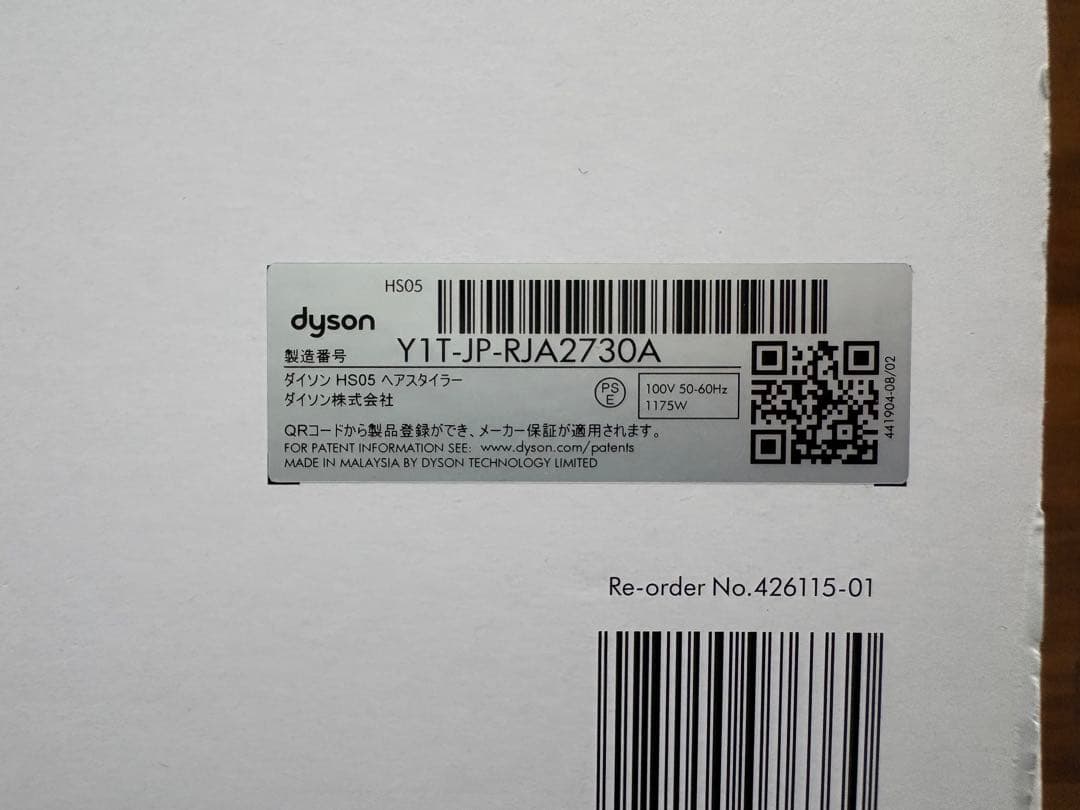 HS05
dyson
製造番号 Y1T-JP-RJA2730A
ダイソン HS05 ヘアスタイラー
ダイソン株式会社
PS
E
100V 50-60Hz
1175W
QRコードから製品登録ができ、メーカー保証が適用されます。
FOR PATENT INFORMATION SEE: www.dyson.com/patents
MADE IN MALAYSIA BY DYSON TECHNOLOGY LIMITED
441904-08/02
Re-order No.426115-01